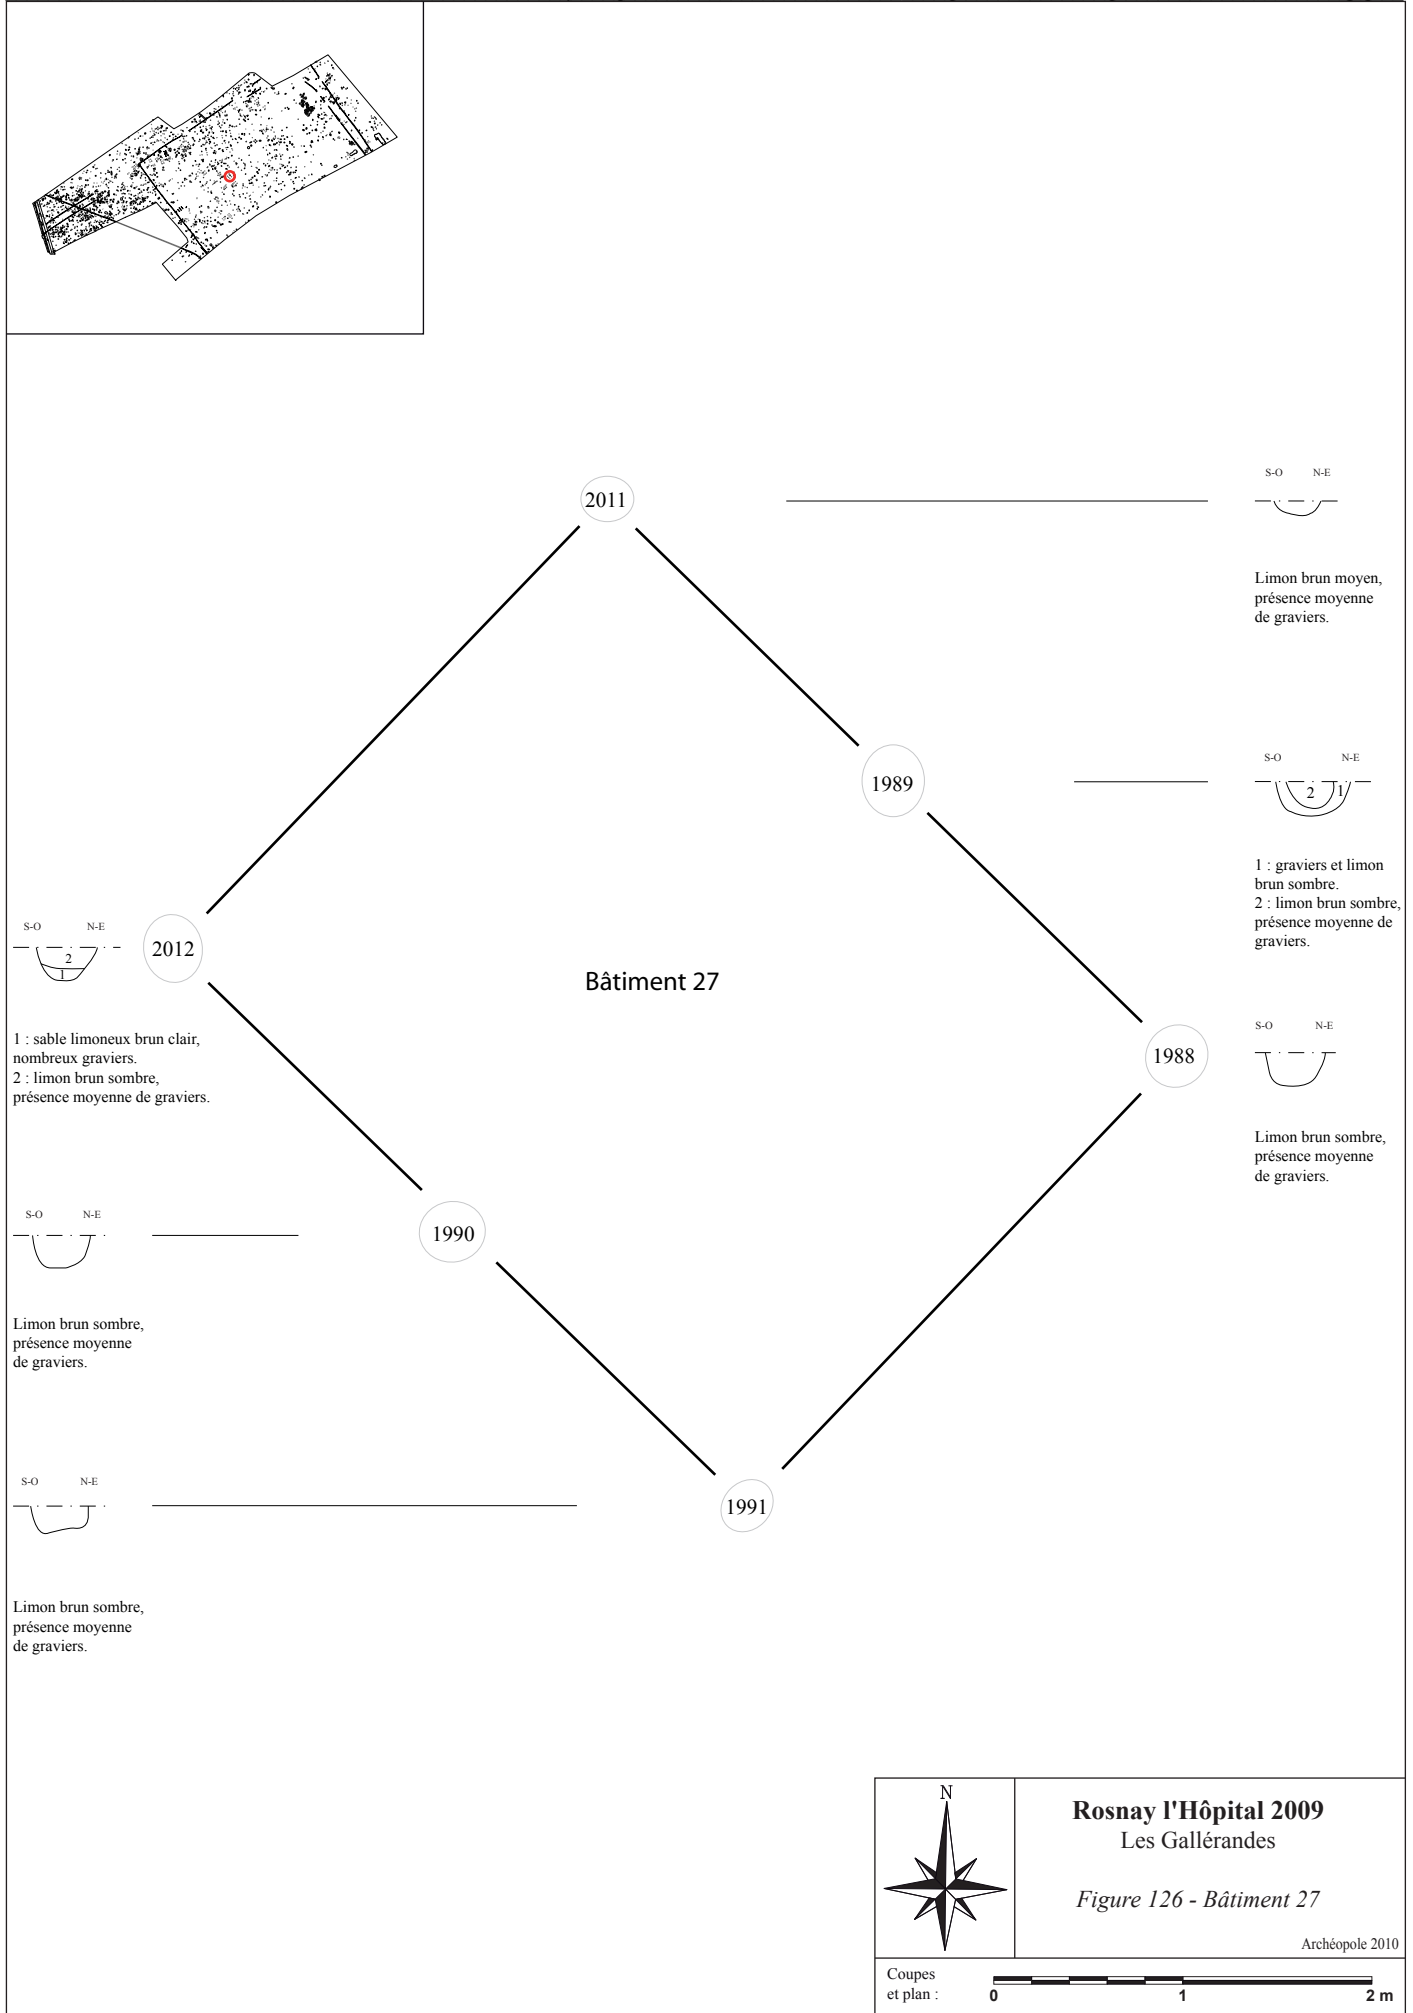 S-O N-E
2011
Limon brun moyen,
présence moyenne
de graviers.
S-O N-E
1989
2 1
1 : graviers et limon
brun sombre.
2 : limon brun sombre,
présence moyenne de
graviers.
S-O N-E
2012
2
1
Bâtiment 27
1 : sable limoneux brun clair,
nombreux graviers.
2 : limon brun sombre,
présence moyenne de graviers.
S-O N-E
1988
Limon brun sombre,
présence moyenne
de graviers.
S-O N-E
1990
Limon brun sombre,
présence moyenne
de graviers.
S-O N-E
1991
Limon brun sombre,
présence moyenne
de graviers.
N
Rosnay l'Hôpital 2009
Les Gallérandes
Figure 126 - Bâtiment 27
Archéopole 2010
Coupes
et plan :
0 1 2 m